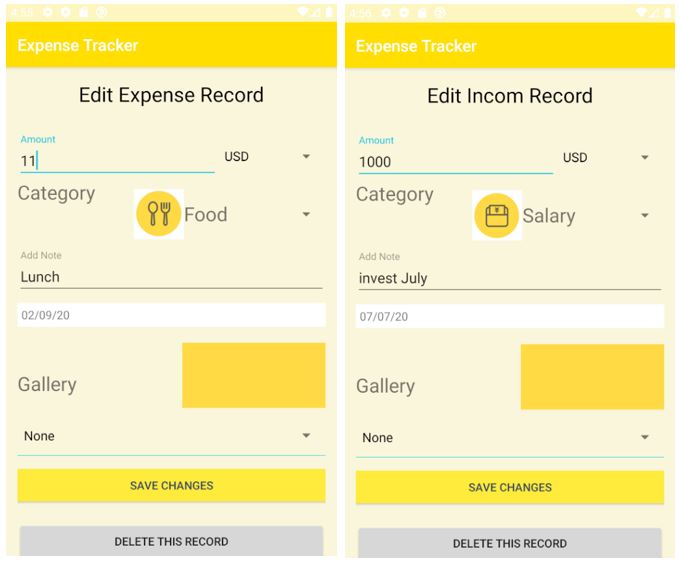 4:55
Expense Tracker
Edit Expense Record
Amount
11
USD
Category
Food
Add Note
Lunch
02/09/20
Gallery
None
SAVE CHANGES
DELETE THIS RECORD
4:56
Expense Tracker
Edit Incom Record
Amount
1000
USD
Category
Salary
Add Note
invest July
07/07/20
Gallery
None
SAVE CHANGES
DELETE THIS RECORD